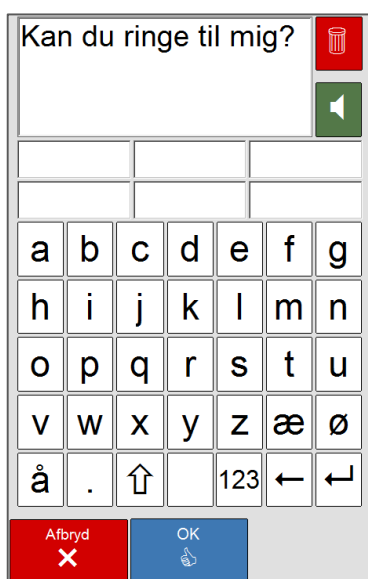 Kan du ringe til mig?
a b c d e f g
h i j k l m n
o p q r s t u
v w x y z æ ø
å . 123
Afbryd OK